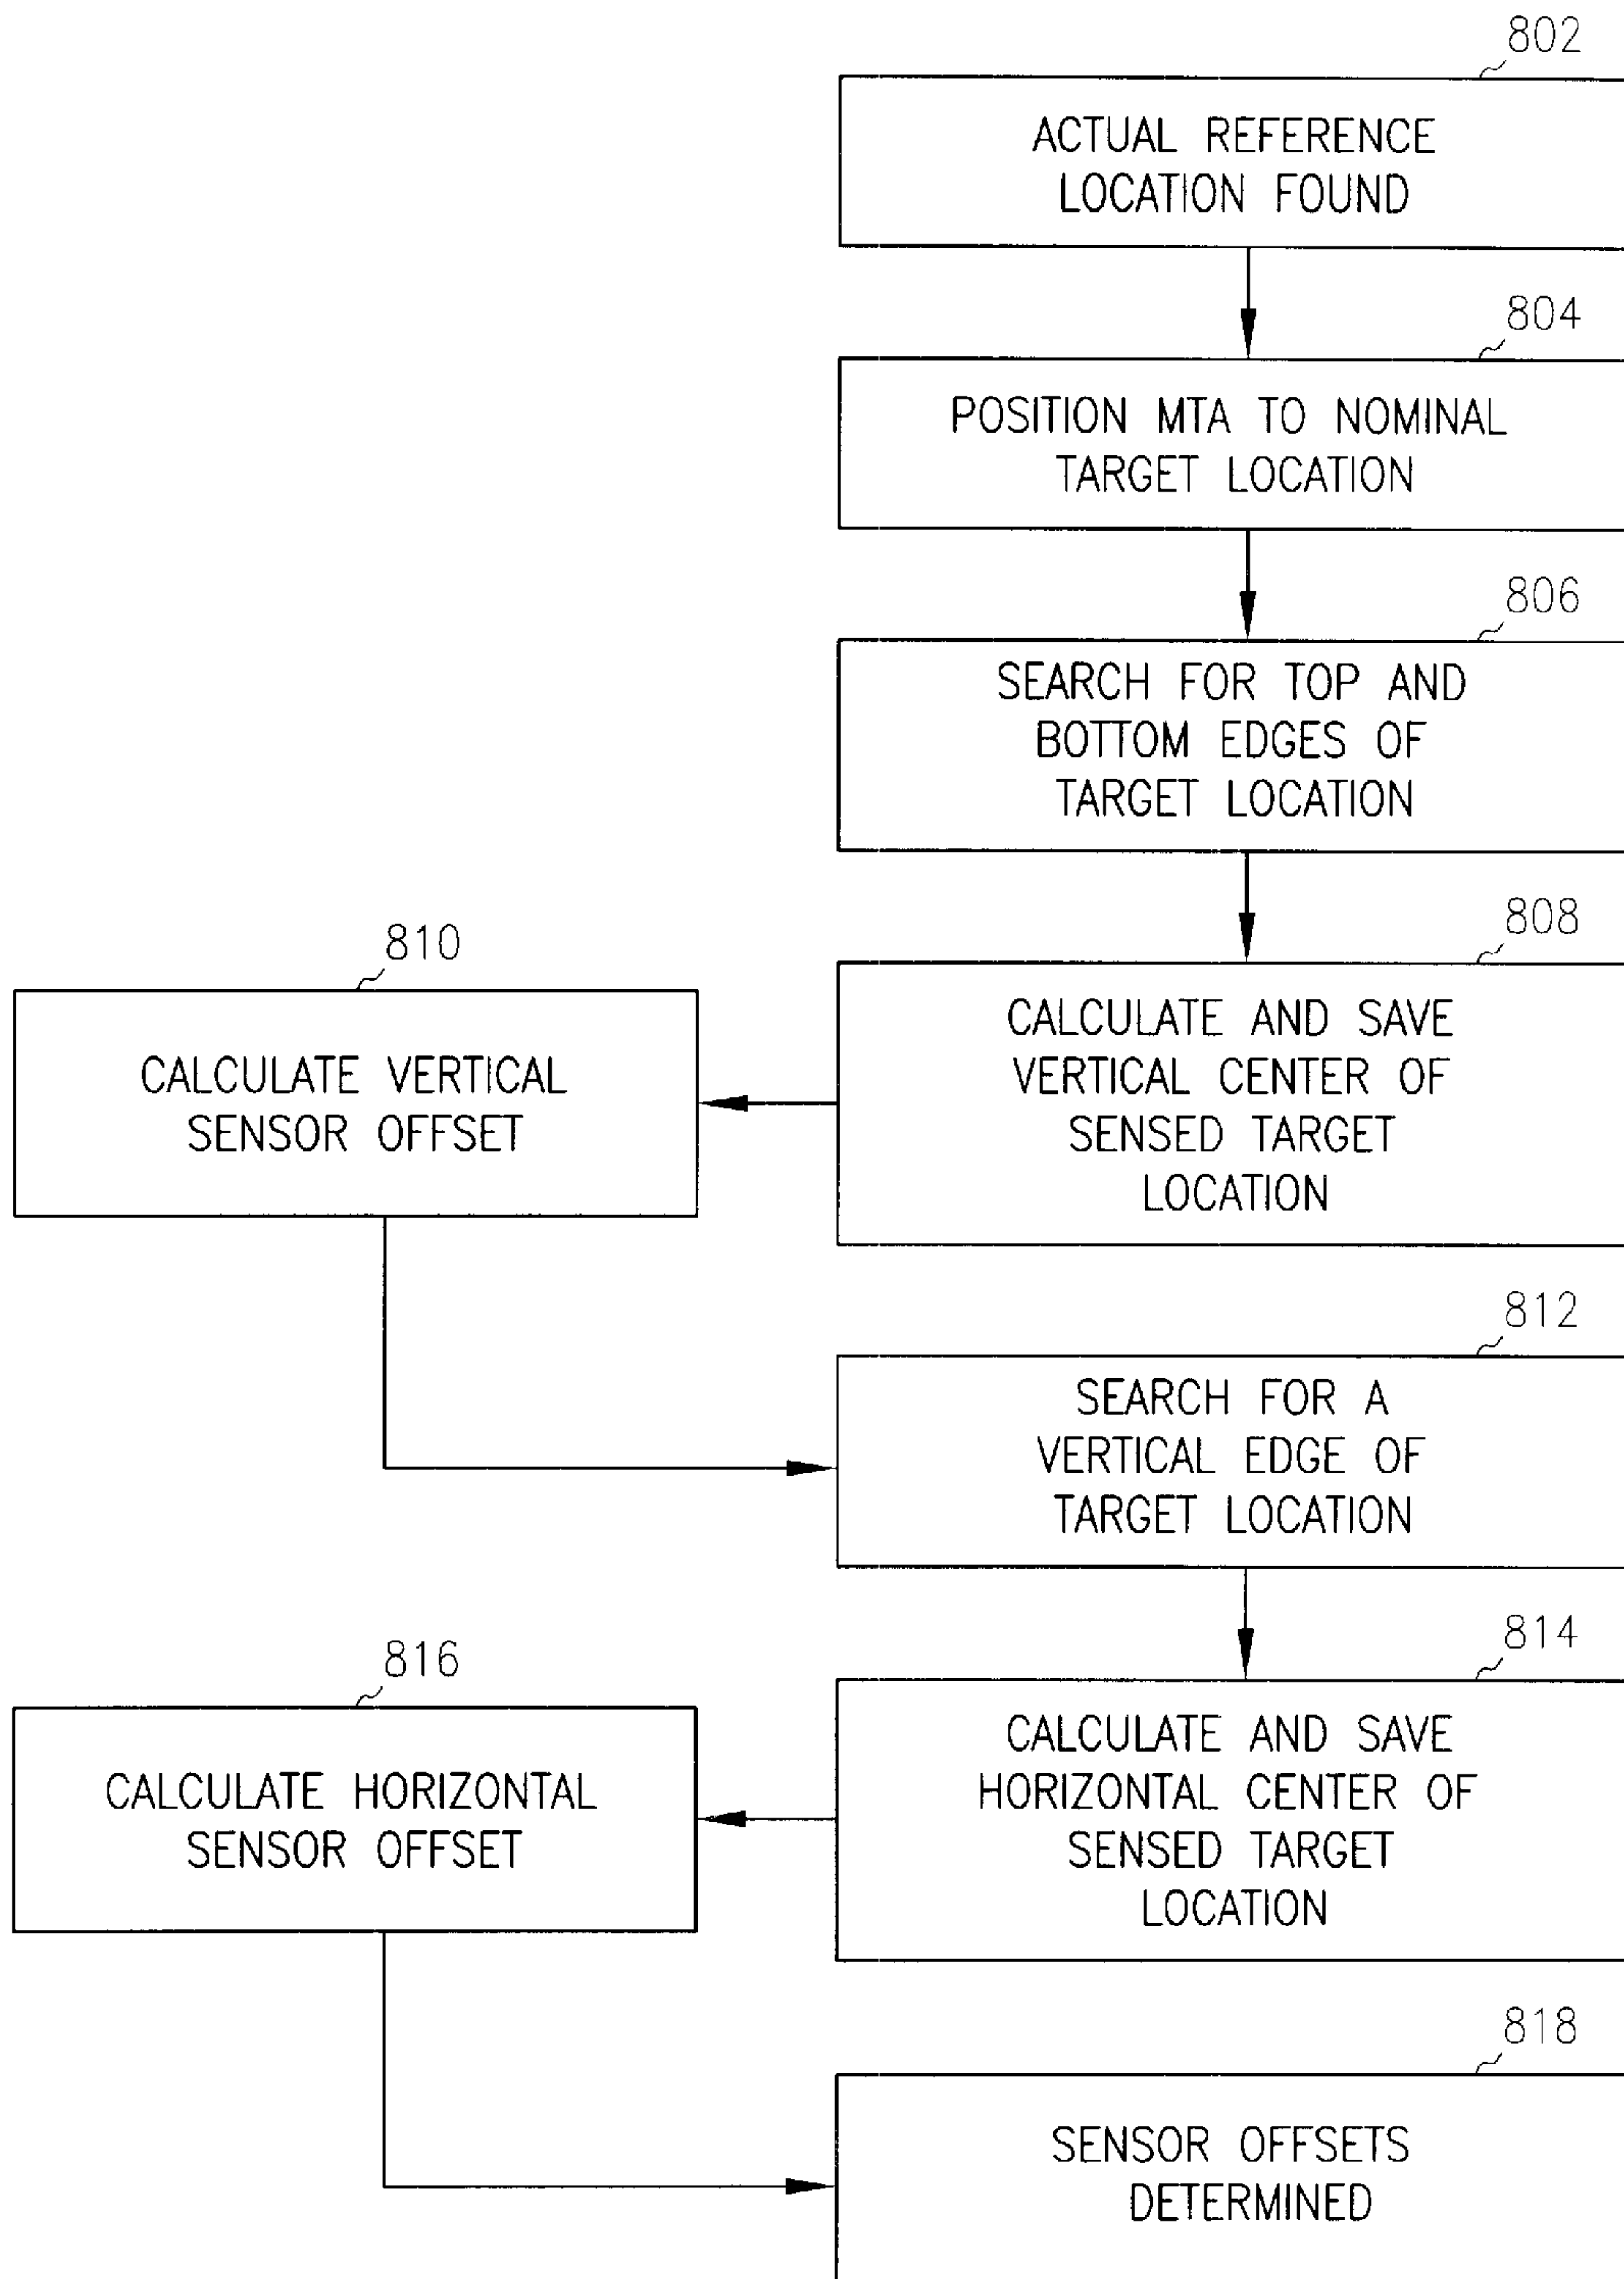 802
ACTUAL REFERENCE
LOCATION FOUND
804
POSITION MTA TO NOMINAL
TARGET LOCATION
806
SEARCH FOR TOP AND
BOTTOM EDGES OF
TARGET LOCATION
808
CALCULATE AND SAVE
VERTICAL CENTER OF
SENSED TARGET
LOCATION
810
CALCULATE VERTICAL
SENSOR OFFSET
812
SEARCH FOR A
VERTICAL EDGE OF
TARGET LOCATION
814
CALCULATE AND SAVE
HORIZONTAL CENTER OF
SENSED TARGET
LOCATION
816
CALCULATE HORIZONTAL
SENSOR OFFSET
818
SENSOR OFFSETS
DETERMINED